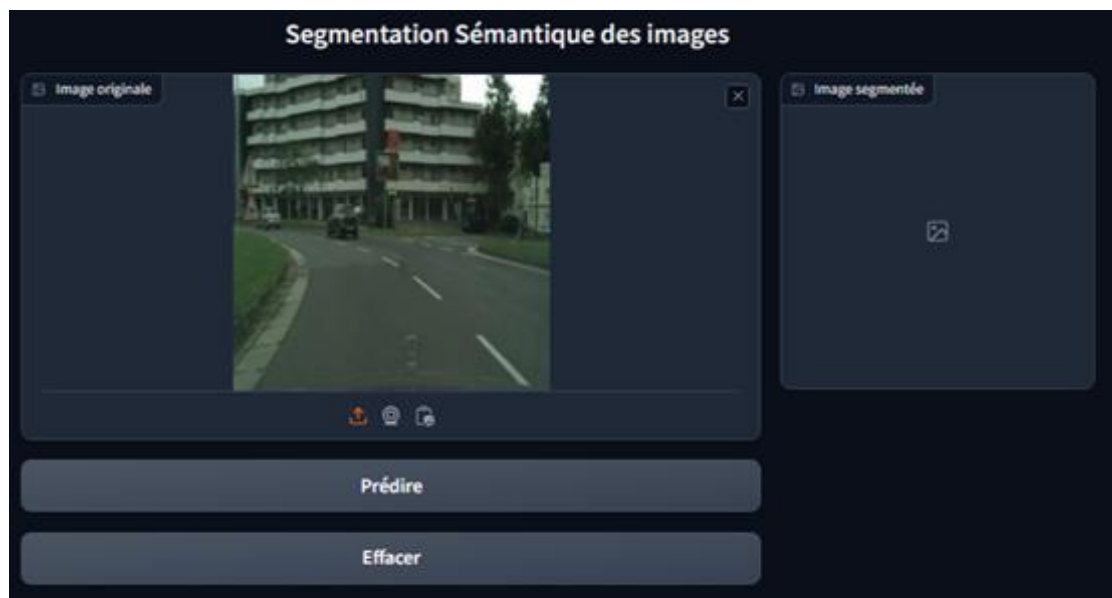 Segmentation Sémantique des images
Image originale
Image segmentée
Prédire
Effacer